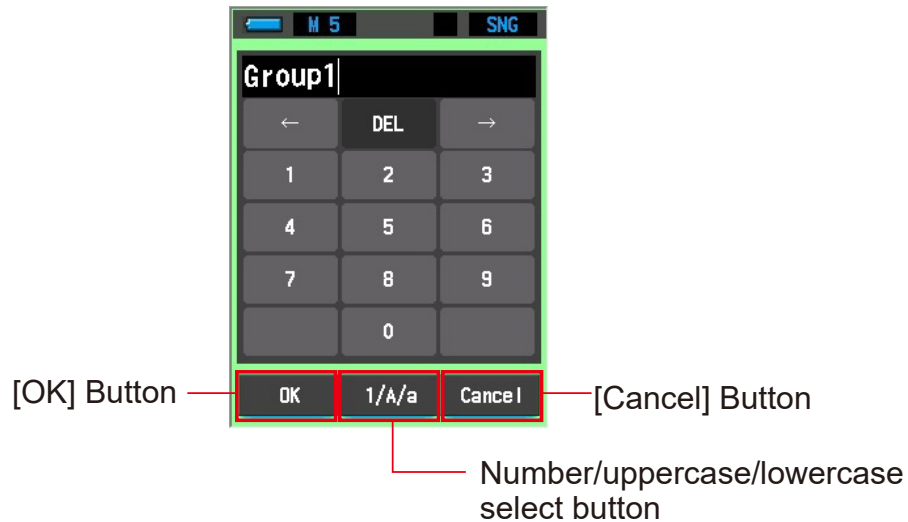 M 5 SNG
Group1
← DEL →
1 2 3
4 5 6
7 8 9
0
[OK] Button
OK 1/A/a Cancel
[Cancel] Button
Number/uppercase/lowercase
select button